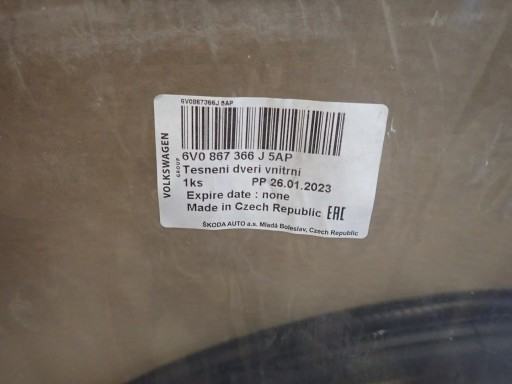 6V0867366J 5AP
VOLKSWAGEN
GROUP
6V0 867 366 J 5AP
Tesneni dveri vnitrni
1ks PP 26.01.2023
Expire date : none
Made in Czech Republic EAC
ŠKODA AUTO a.s. Mladá Boleslav, Czech Republic